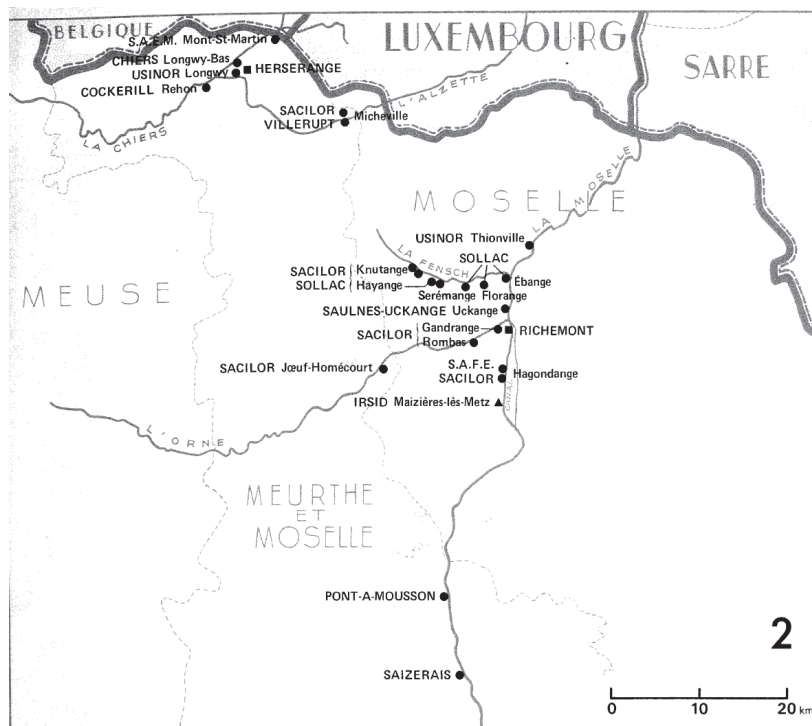 BELGIQUE
LUXEMBOURG
SARRE
S.A.E.M. Mont-St-Martin
CHIERS Longwy-Bas
USINOR Longwy
HERSERANGE
COCKERILL Rehon
SACILOR
VILLERUPT
Micheville
L'ALZETTE
LA CHIERS
MOSELLE
LA MOSELLE
USINOR Thionville
LA FENSCH
SOLLAC
SACILOR Knutange
SOLLAC Hayange
Ébange
Serémange Florange
SAULNES-UCKANGE Uckange
MEUSE
SACILOR
Gandrange
Rombas
RICHEMONT
SACILOR Jœuf-Homécourt
S.A.F.E.
SACILOR
Hagondange
IRSID Maizières-lès-Metz
CANAL
L'ORNE
MEURTHE
ET
MOSELLE
PONT-A-MOUSSON
2
SAIZERAIS
0 10 20 km